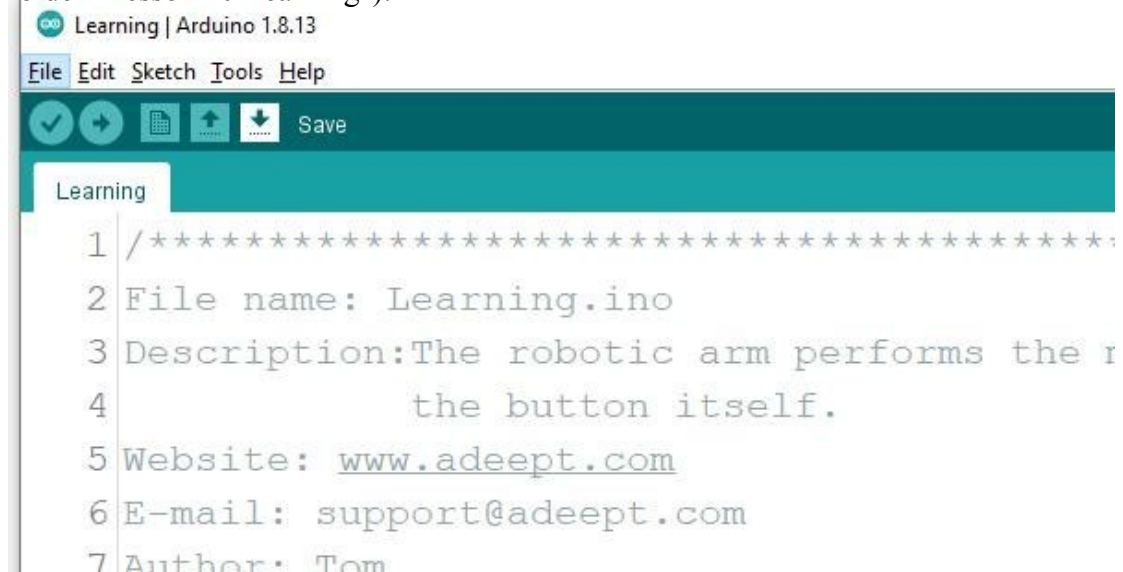 Learning | Arduino 1.8.13
File Edit Sketch Tools Help
Save
Learning
1 /****************************************
2 File name: Learning.ino
3 Description:The robotic arm performs the
4 the button itself.
5 Website: www.adeept.com
6 E-mail: support@adeept.com
7 Author: Tom